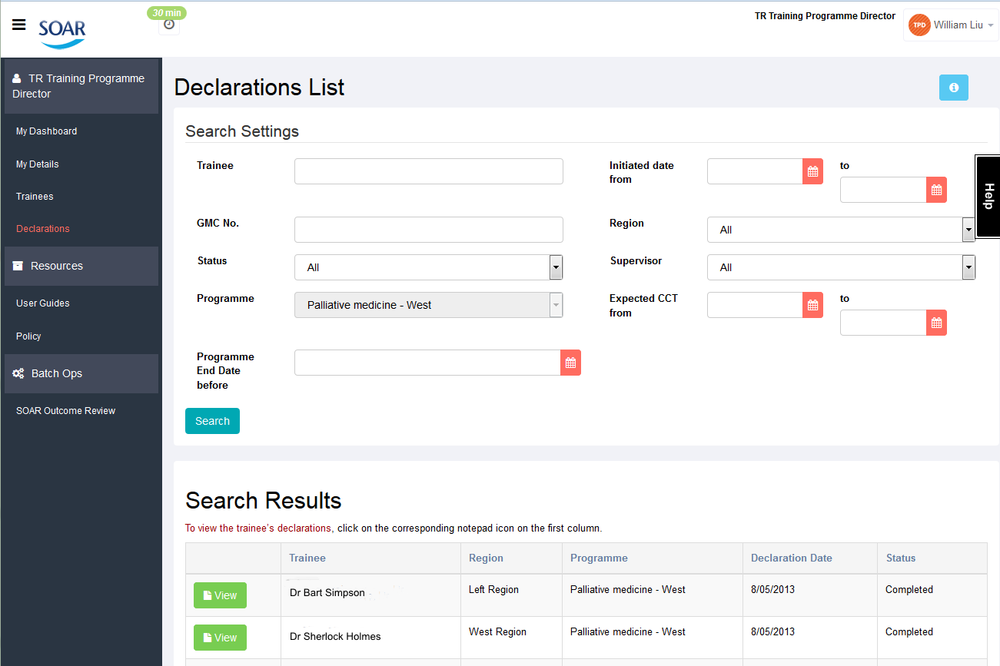 30 min
SOAR
TR Training Programme Director
TPD
William Liu
TR Training Programme
Director
My Dashboard
My Details
Trainees
Declarations
Resources
User Guides
Policy
Batch Ops
SOAR Outcome Review
Declarations List
Search Settings
Trainee
Initiated date
from
to
GMC No.
Region
All
Status
All
Supervisor
All
Programme
Palliative medicine - West
Expected CCT
from
to
Programme
End Date
before
Search
Help
Search Results
To view the trainee's declarations, click on the corresponding notepad icon on the first column.
Trainee Region Programme Declaration Date Status
View Dr Bart Simpson Left Region Palliative medicine - West 8/05/2013 Completed
View Dr Sherlock Holmes West Region Palliative medicine - West 8/05/2013 Completed